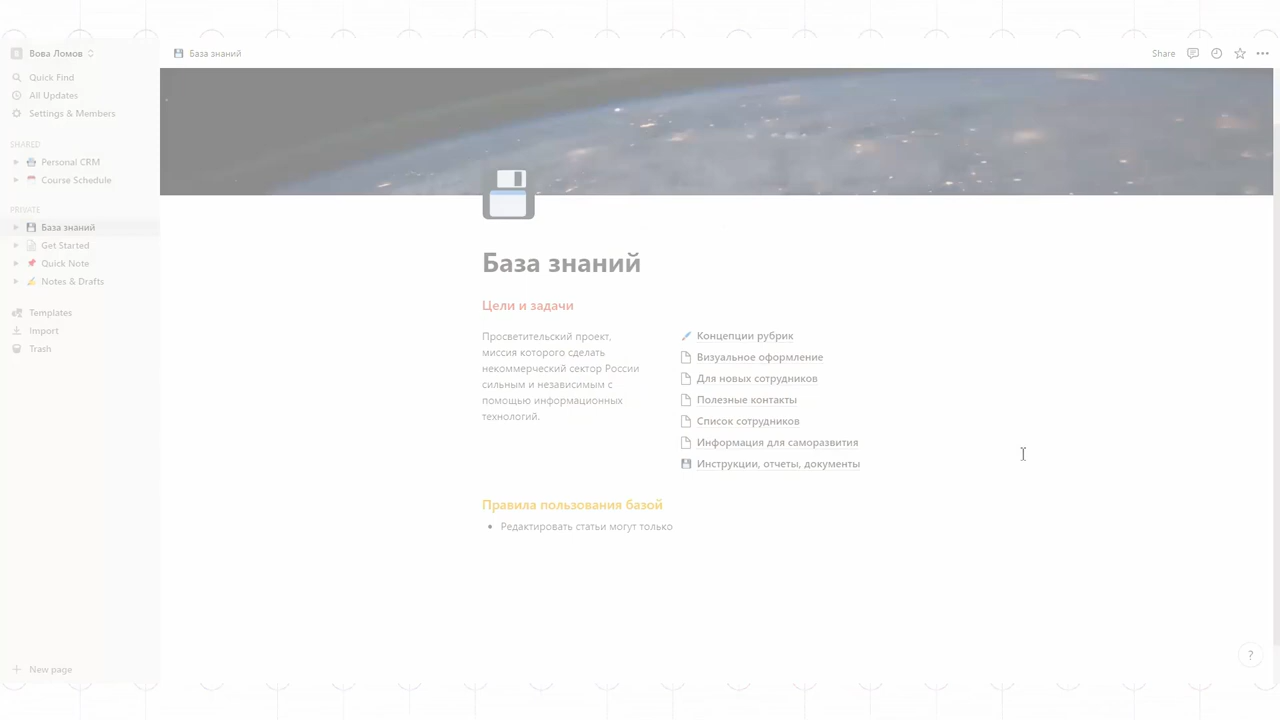 Вова Ломов
База знаний
Share
Quick Find
All Updates
Settings & Members
SHARED
Personal CRM
Course Schedule
PRIVATE
База знаний
Get Started
Quick Note
Notes & Drafts
Templates
Import
Trash
New page
База знаний
Цели и задачи
Просветительский проект,
миссия которого сделать
некоммерческий сектор России
сильным и независимым с
помощью информационных
технологий.
Концепции рубрик
Визуальное оформление
Для новых сотрудников
Полезные контакты
Список сотрудников
Информация для саморазвития
Инструкции, отчеты, документы
Правила пользования базой
Редактировать статьи могут только
?